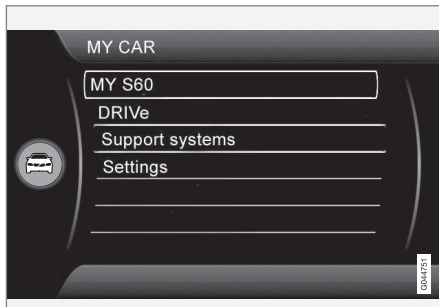 MY CAR
MY S60
DRIVe
Support systems
Settings
G044751